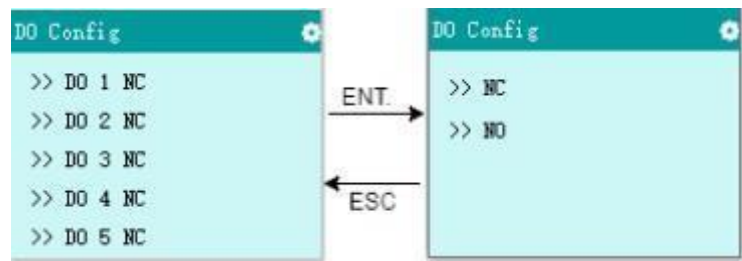 DO Config
>> DO 1 NC
>> DO 2 NC
>> DO 3 NC
>> DO 4 NC
>> DO 5 NC
ENT.
ESC
DO Config
>> NC
>> NO